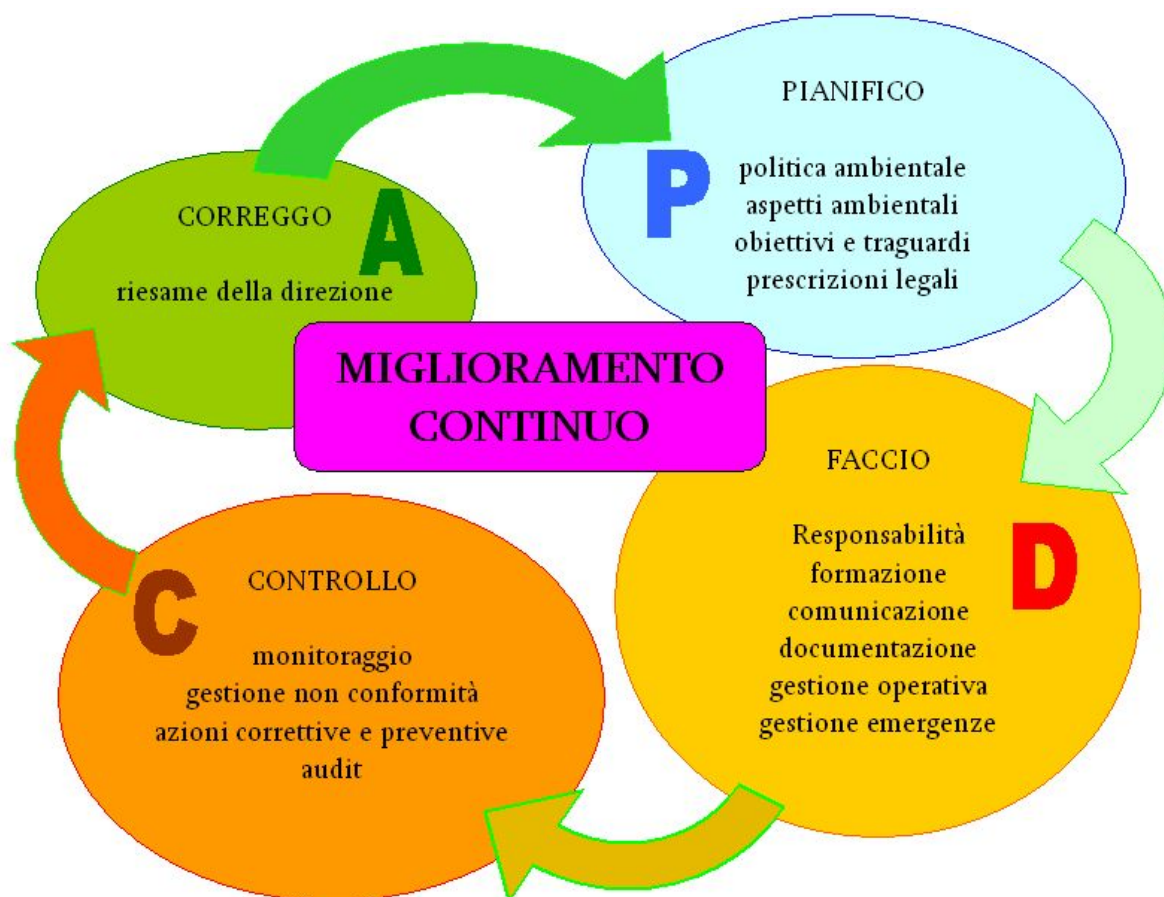 PIANIFICO
P
politica ambientale
aspetti ambientali
obiettivi e traguardi
prescrizioni legali
FACCIO
D
Responsabilità
formazione
comunicazione
documentazione
gestione operativa
gestione emergenze
CONTROLLO
C
monitoraggio
gestione non conformità
azioni correttive e preventive
audit
CORREGGO
A
riesame della direzione
MIGLIORAMENTO
CONTINUO